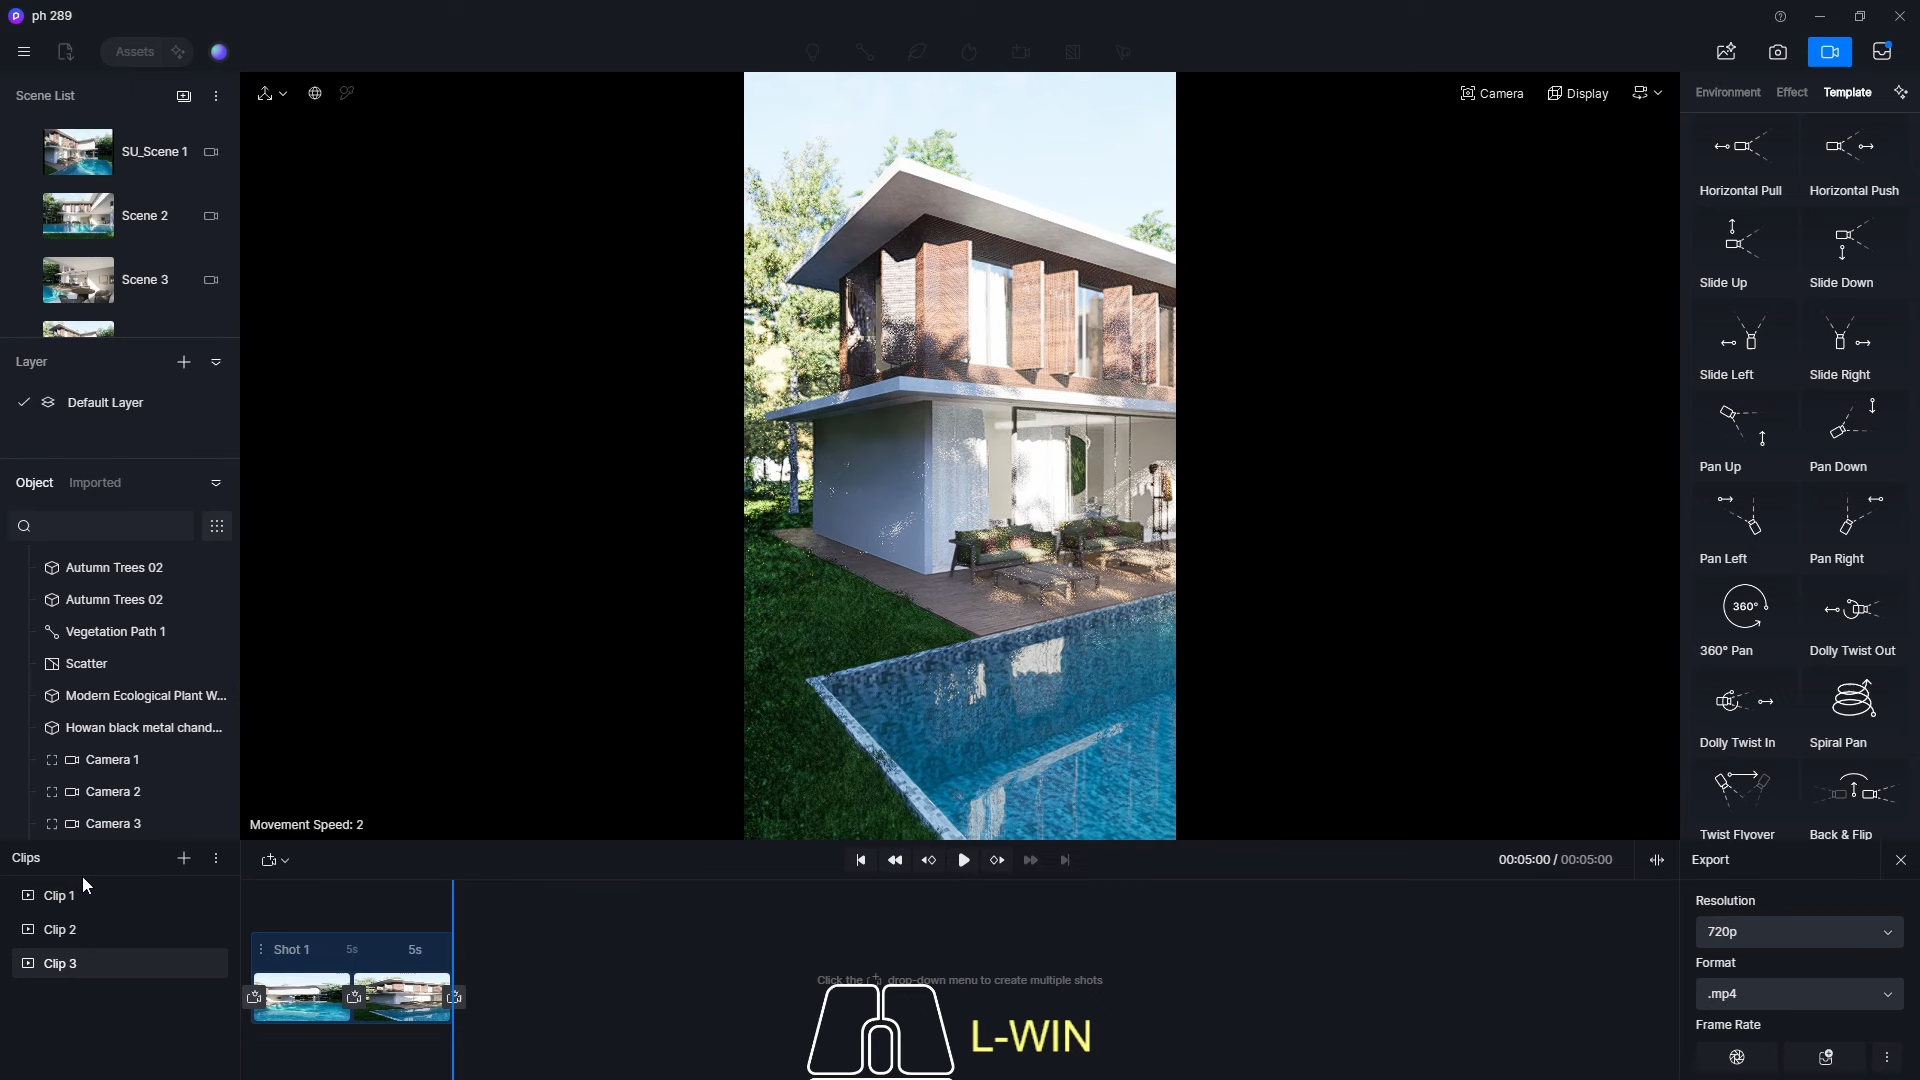 ph 289
Assets
Scene List
SU_Scene 1
Scene 2
Scene 3
Layer
Default Layer
Object Imported
Autumn Trees 02
Autumn Trees 02
Vegetation Path 1
Scatter
Modern Ecological Plant W...
Howan black metal chand...
Camera 1
Camera 2
Camera 3
Clips
Clip 1
Clip 2
Clip 3
Camera Display
Movement Speed: 2
00:05:00 / 00:05:00
Shot 1 5s 5s
Click the drop-down menu to create multiple shots
L-WIN
Environment Effect Template
Horizontal Pull Horizontal Push
Slide Up Slide Down
Slide Left Slide Right
Pan Up Pan Down
Pan Left Pan Right
360°
360° Pan Dolly Twist Out
Dolly Twist In Spiral Pan
Twist Flyover Back & Flip
Export
Resolution
720p
Format
.mp4
Frame Rate